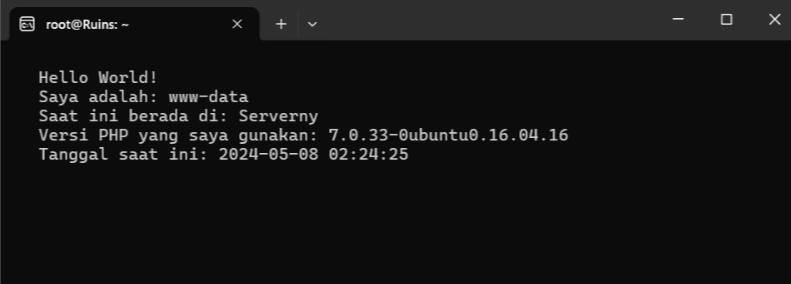 root@Ruins: ~
Hello World!
Saya adalah: www-data
Saat ini berada di: Serverny
Versi PHP yang saya gunakan: 7.0.33-0ubuntu0.16.04.16
Tanggal saat ini: 2024-05-08 02:24:25